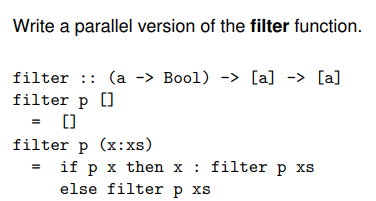 Write a parallel version of the filter function.
filter :: (a -> Bool) -> [a] -> [a]
filter p []
  = []
filter p (x:xs)
  = if p x then x : filter p xs
    else filter p xs